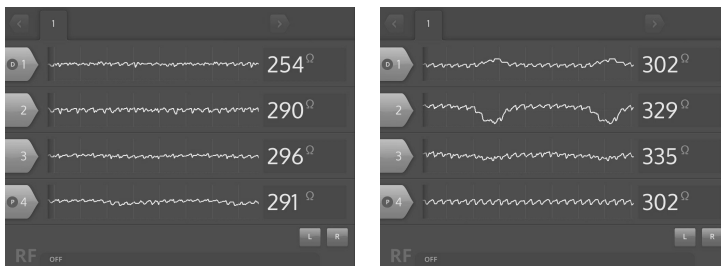 1
D 1 254 Ω
2 290 Ω
3 296 Ω
P 4 291 Ω
L R
RF OFF
1
D 1 302 Ω
2 329 Ω
3 335 Ω
P 4 302 Ω
L R
RF OFF